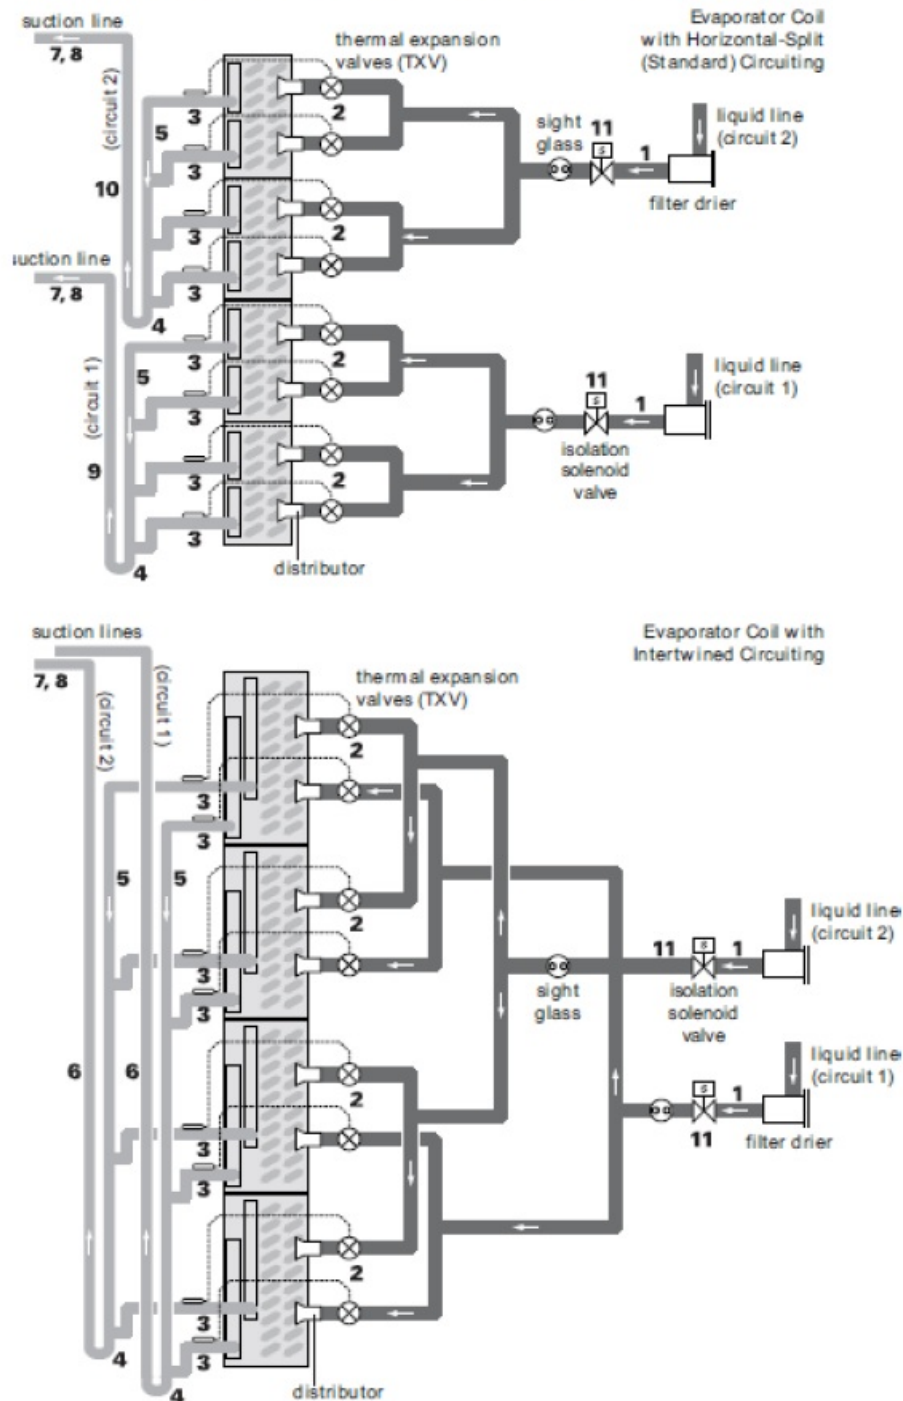 suction line
7, 8
(circuit 2)
thermal expansion
valves (TXV)
Evaporator Coil
with Horizontal-Split
(Standard) Circuiting
3
2
5
3
sight
glass
11
S
1
liquid line
(circuit 2)
filter drier
10
3
2
3
4
uction line
7, 8
(circuit 1)
3
2
5
3
11
S
1
liquid line
(circuit 1)
isolation
solenoid
valve
9
3
2
3
4
distributor
suction lines
7, 8
(circuit 2)
(circuit 1)
thermal expansion
valves (TXV)
Evaporator Coil with
Intertwined Circuiting
2
3
3
5
5
2
3
3
sight
glass
11
S
1
liquid line
(circuit 2)
isolation
solenoid
valve
6
6
2
3
3
S
1
11
liquid line
(circuit 1)
filter drier
2
3
3
4
4
distributor